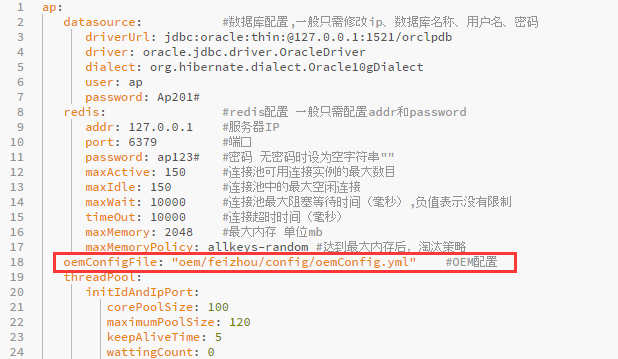 1 ap:
2 datasource: #数据库配置,一般只需修改ip、数据库名称、用户名、密码
3 driverUrl: jdbc:oracle:thin:@127.0.0.1:1521/orclpdb
4 driver: oracle.jdbc.driver.OracleDriver
5 dialect: org.hibernate.dialect.Oracle10gDialect
6 user: ap
7 password: Ap201#
8 redis: #redis配置 一般只需配置addr和password
9 addr: 127.0.0.1 #服务器IP
10 port: 6379 #端口
11 password: ap123# #密码 无密码时设为空字符串""
12 maxActive: 150 #连接池可用连接实例的最大数目
13 maxIdle: 150 #连接池中的最大空闲连接
14 maxWait: 10000 #连接池最大阻塞等待时间（毫秒）,负值表示没有限制
15 timeOut: 10000 #连接超时时间（毫秒）
16 maxMemory: 2048 #最大内存 单位mb
17 maxMemoryPolicy: allkeys-random #达到最大内存后，淘汰策略
18 oemConfigFile: "oem/feizhou/config/oemConfig.yml" #OEM配置
19 threadPool:
20 initIdAndIpPort:
21 corePoolSize: 100
22 maximumPoolSize: 120
23 keepAliveTime: 5
24 wattingCount: 0